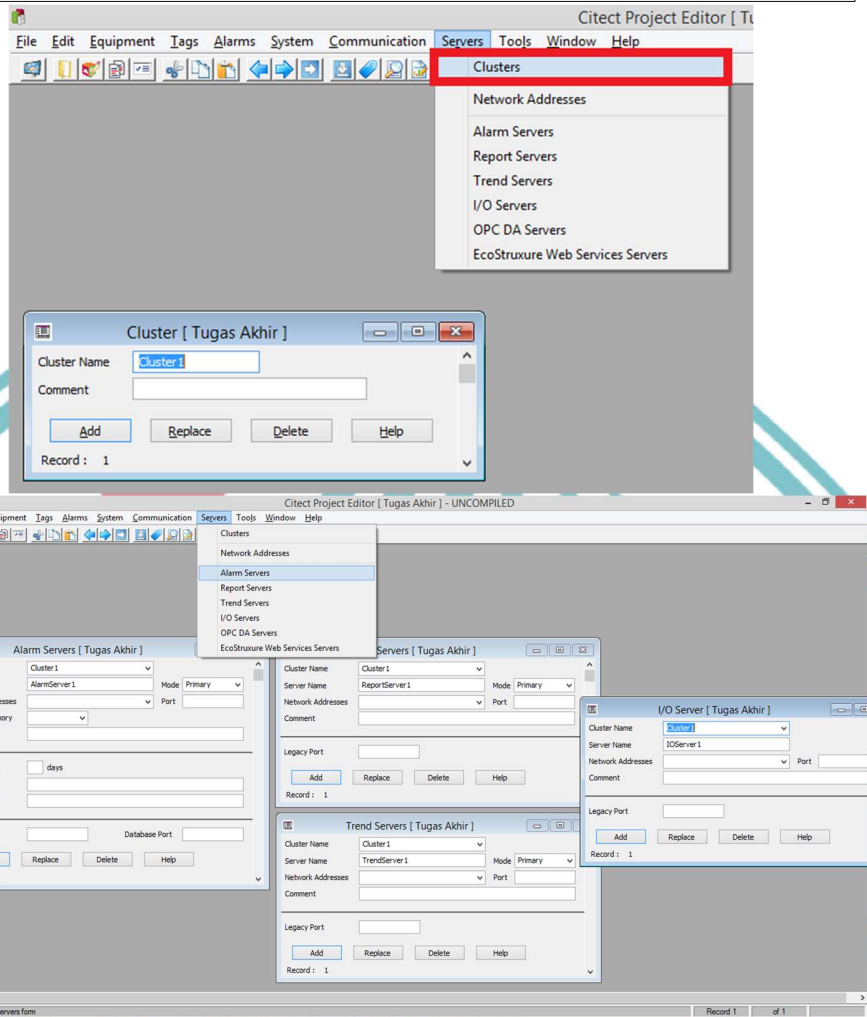 Citect Project Editor [ Tu
File Edit Equipment Tags Alarms System Communication Servers Tools Window Help
Clusters
Network Addresses
Alarm Servers
Report Servers
Trend Servers
I/O Servers
OPC DA Servers
EcoStruxure Web Services Servers
Cluster [ Tugas Akhir ]
Cluster Name Cluster1
Comment
Add Replace Delete Help
Record : 1
Citect Project Editor [ Tugas Akhir ] - UNCOMPILED
ipment Tags Alarms System Communication Servers Tools Window Help
Clusters
Network Addresses
Alarm Servers
Report Servers
Trend Servers
I/O Servers
OPC DA Servers
EcoStruxure Web Services Servers
Alarm Servers [ Tugas Akhir ]
Cluster1
AlarmServer1 Mode Primary
esses Port
ory
days
Database Port
Replace Delete Help
Servers [ Tugas Akhir ]
Cluster Name Cluster1
Server Name ReportServer1 Mode Primary
Network Addresses Port
Comment
Legacy Port
Add Replace Delete Help
Record : 1
Trend Servers [ Tugas Akhir ]
Cluster Name Cluster1
Server Name TrendServer1 Mode Primary
Network Addresses Port
Comment
Legacy Port
Add Replace Delete Help
Record : 1
I/O Server [ Tugas Akhir ]
Cluster Name Cluster1
Server Name IOServer1
Network Addresses Port
Comment
Legacy Port
Add Replace Delete Help
Record : 1
ervers form Record 1 of 1